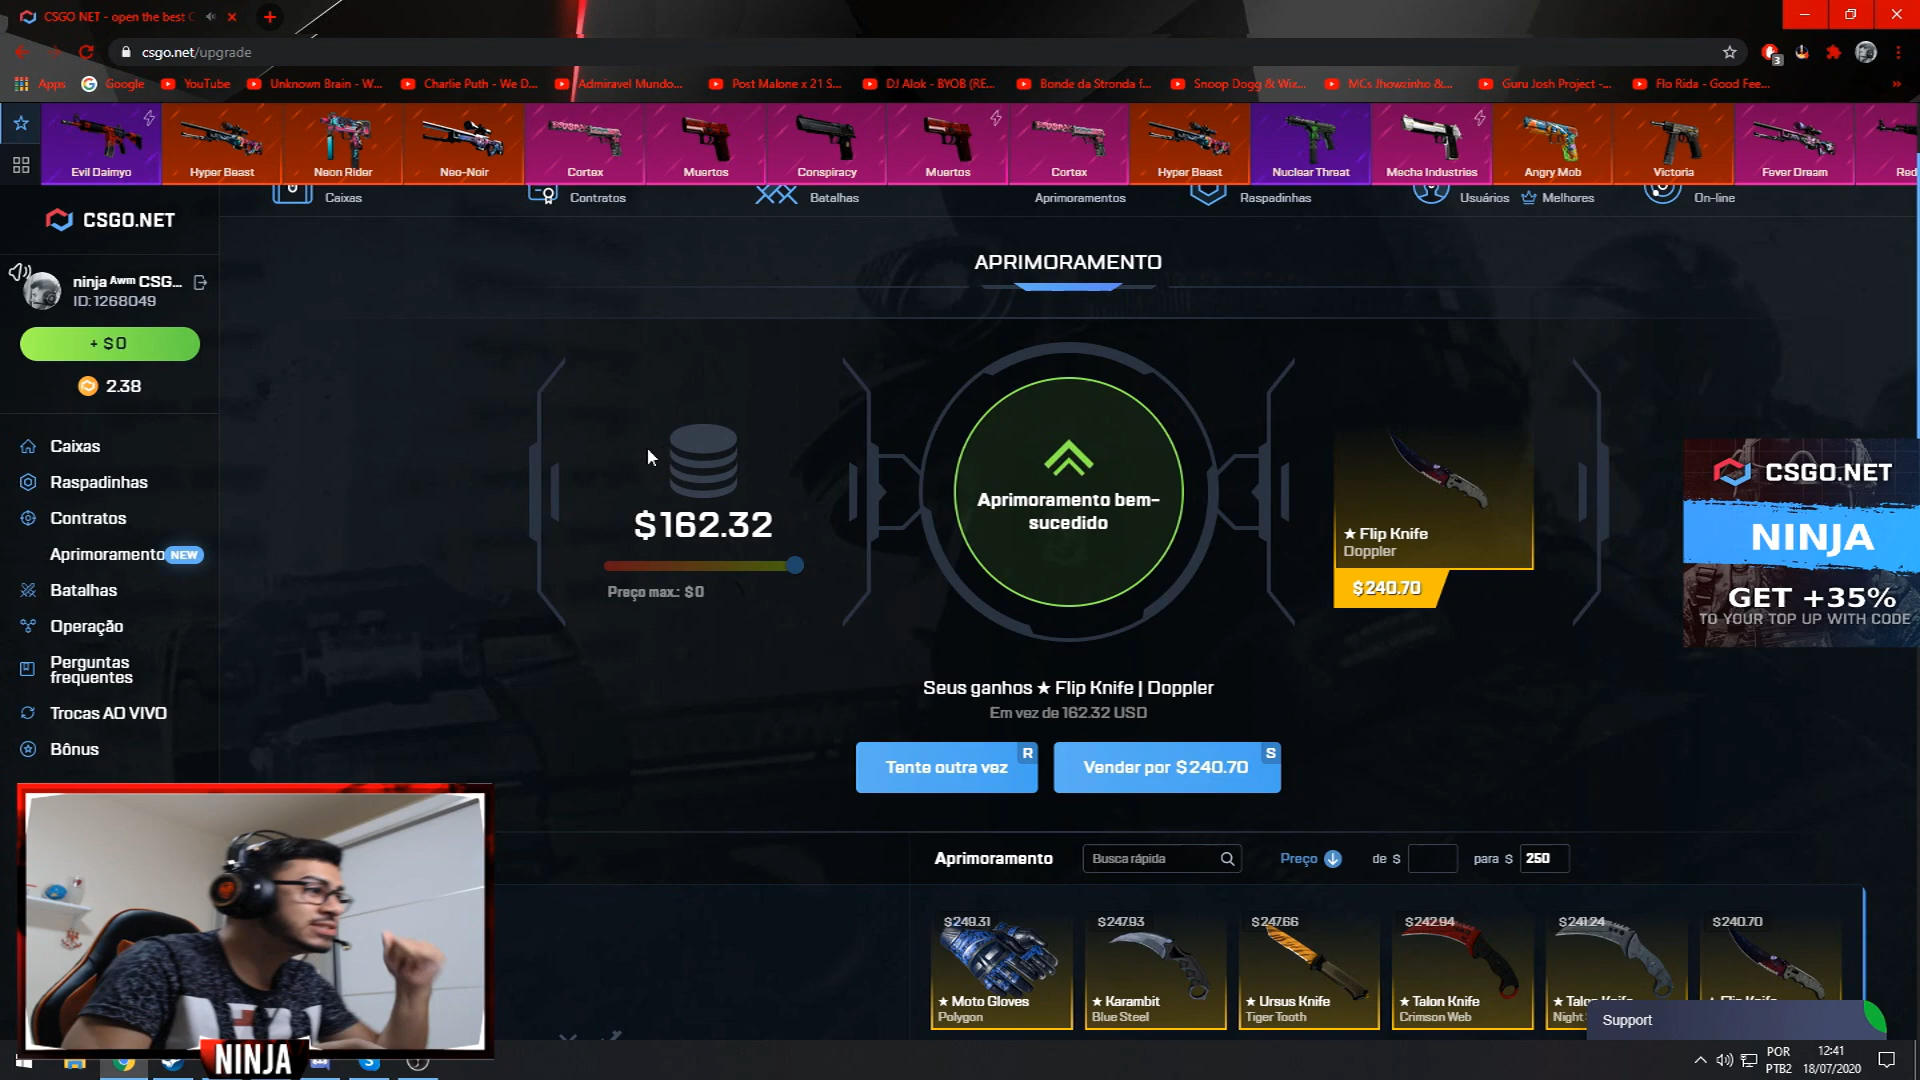 CSGO NET - open the best C
csgo.net/upgrade
3
Apps
Google
YouTube
Unknown Brain - W...
Charlie Puth - We D...
Admiravel Mundo...
Post Malone x 21 S...
DJ Alok - BYOB (RE...
Bonde da Stronda f...
Snoop Dogg & Wiz...
MCs Jhowzinho &...
Guru Josh Project -...
Flo Rida - Good Fee...
Evil Daimyo
Hyper Beast
Neon Rider
Neo-Noir
Cortex
Muertos
Conspiracy
Muertos
Cortex
Hyper Beast
Nuclear Threat
Mecha Industries
Angry Mob
Victoria
Fever Dream
Red
Caixas
Contratos
Batalhas
Aprimoramentos
Raspadinhas
Usuários
Melhores
On-line
CSGO.NET
ninja ᴬʷᵐ CSG...
ID:1268049
+ $0
2.38
Caixas
Raspadinhas
Contratos
Aprimoramento NEW
Batalhas
Operação
Perguntas
frequentes
Trocas AO VIVO
Bônus
APRIMORAMENTO
$162.32
Preço max.: $0
Aprimoramento bem-
sucedido
★ Flip Knife
Doppler
$240.70
CSGO.NET
NINJA
GET +35%
TO YOUR TOP UP WITH CODE
Seus ganhos ★ Flip Knife | Doppler
Em vez de 162.32 USD
Tente outra vez R
Vender por $240.70 S
Aprimoramento
Busca rápida
Preço
de $
para $ 250
$249.31
★ Moto Gloves
Polygon
$247.93
★ Karambit
Blue Steel
$247.66
★ Ursus Knife
Tiger Tooth
$242.94
★ Talon Knife
Crimson Web
$241.24
★ Talon Knife
Night
$240.70
★ Flip Knife
Support
NINJA
POR
PTB2
12:41
18/07/2020